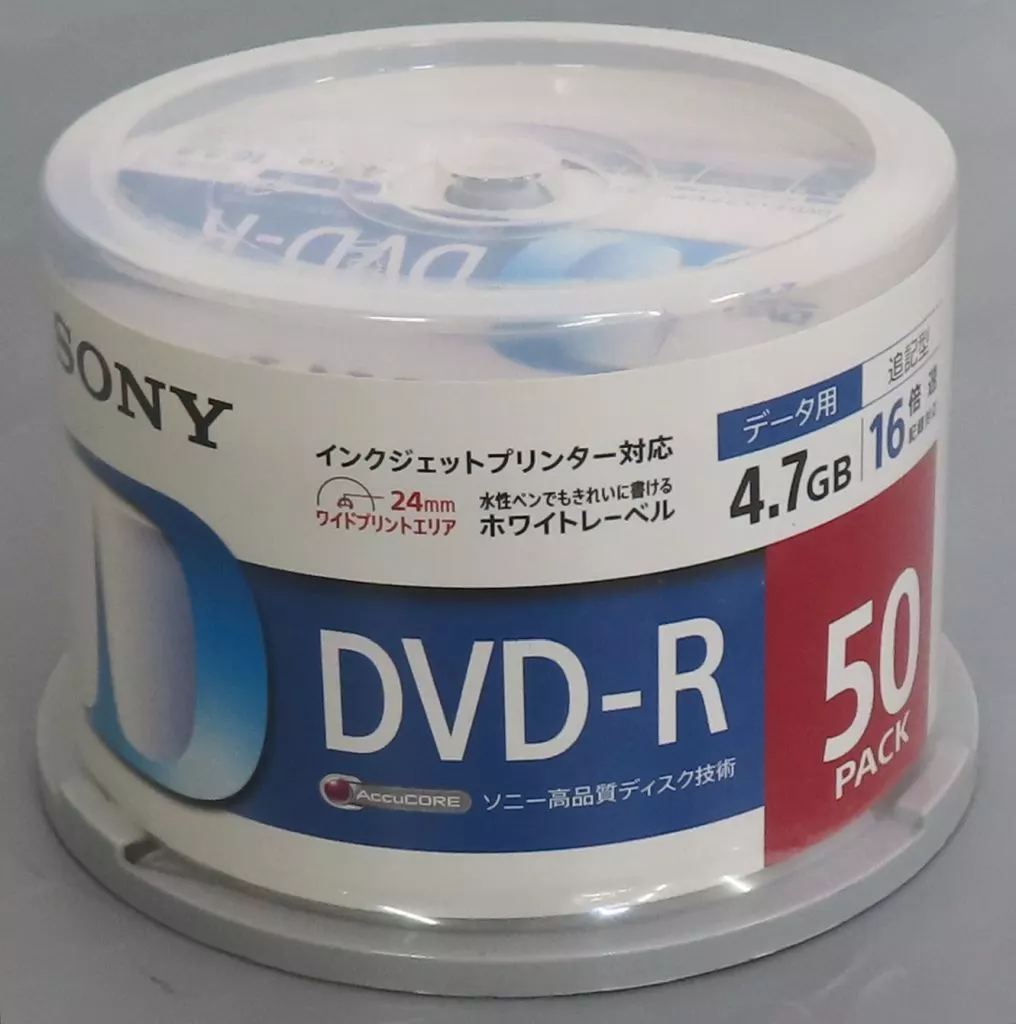 DVD-R
SONY
インクジェットプリンター対応
24mm
ワイドプリントエリア
水性ペンでもきれいに書ける
ホワイトレーベル
データ用
追記型
4.7GB
16倍速
DVD-R
50
PACK
AccuCORE
ソニー高品質ディスク技術